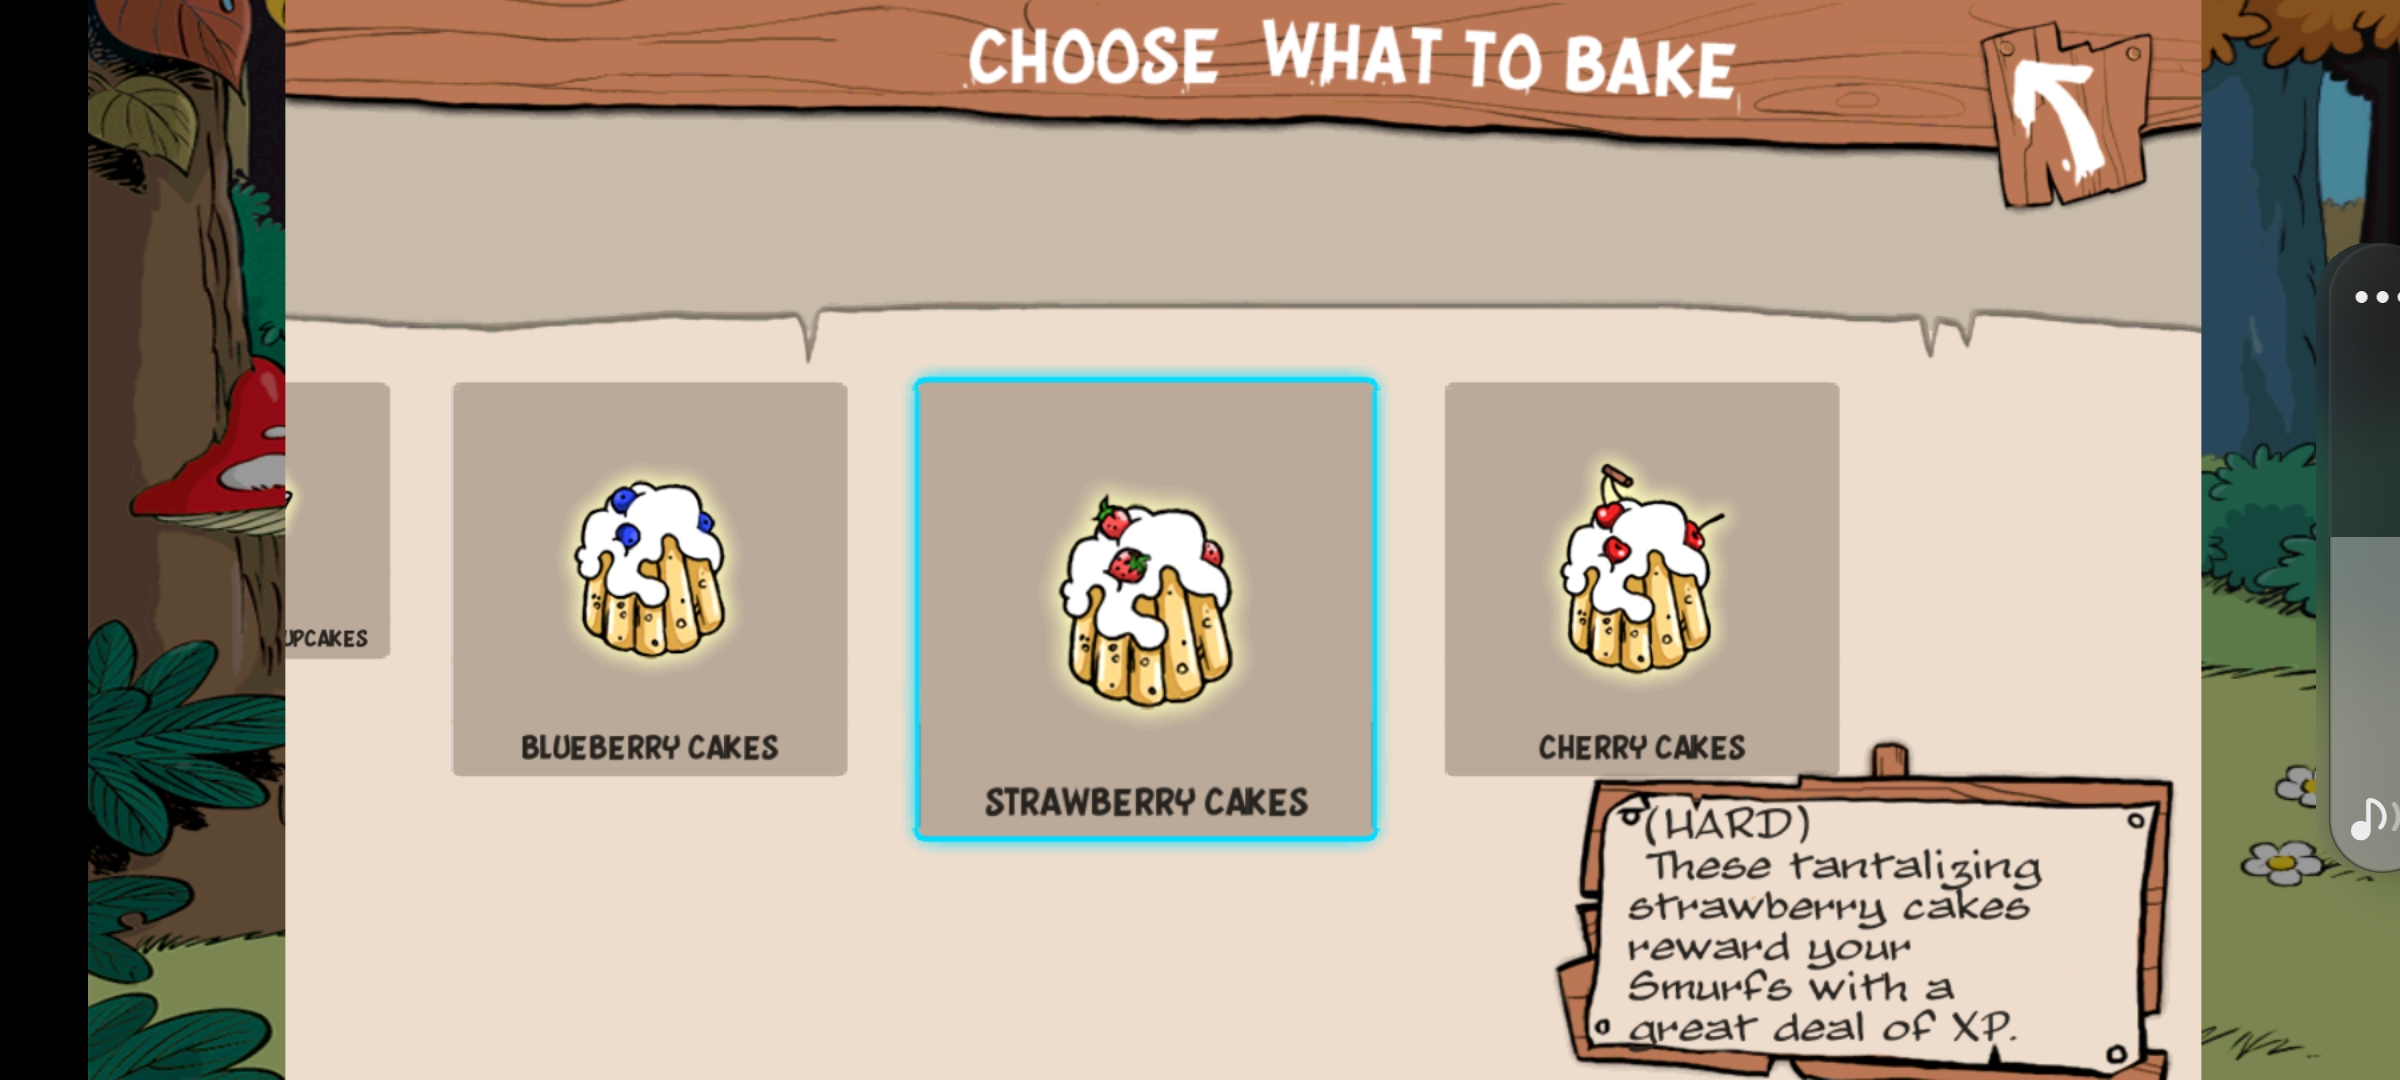 CHOOSE WHAT TO BAKE
UPCAKES
BLUEBERRY CAKES
STRAWBERRY CAKES
CHERRY CAKES
(HARD)
These tantalizing
strawberry cakes
reward your
Smurfs with a
great deal of XP.